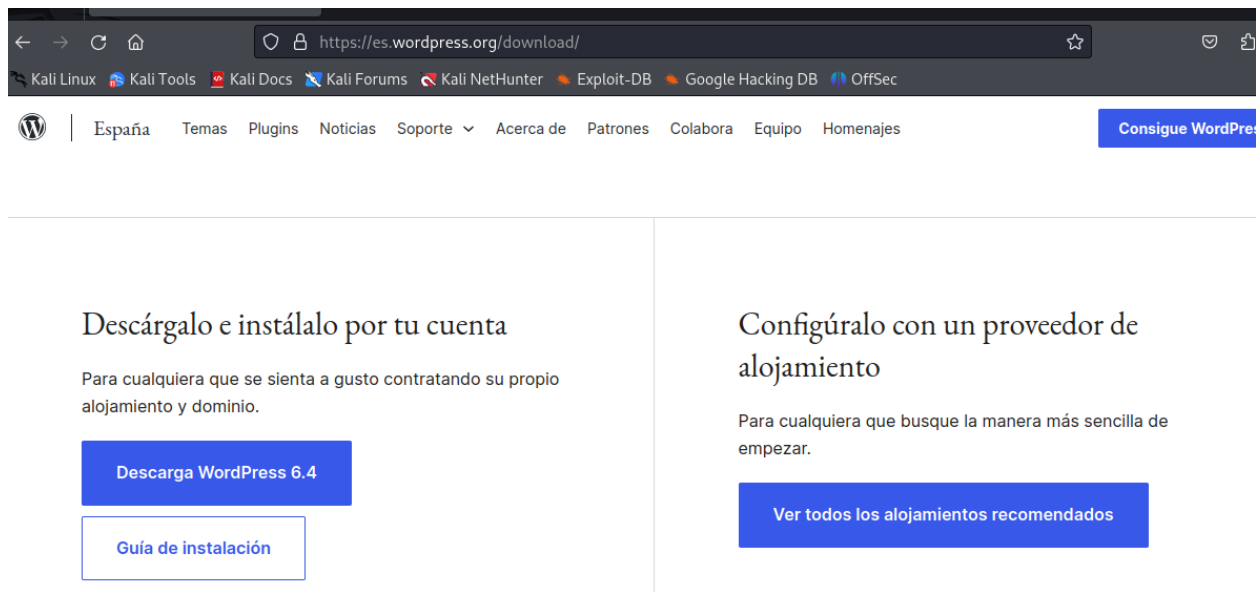 https://es.wordpress.org/download/
Kali Linux Kali Tools Kali Docs Kali Forums Kali NetHunter Exploit-DB Google Hacking DB OffSec
España Temas Plugins Noticias Soporte Acerca de Patrones Colabora Equipo Homenajes Consigue WordPres
Descárgalo e instálalo por tu cuenta
Para cualquiera que se sienta a gusto contratando su propio
alojamiento y dominio.
Descarga WordPress 6.4
Guía de instalación
Configúralo con un proveedor de
alojamiento
Para cualquiera que busque la manera más sencilla de
empezar.
Ver todos los alojamientos recomendados